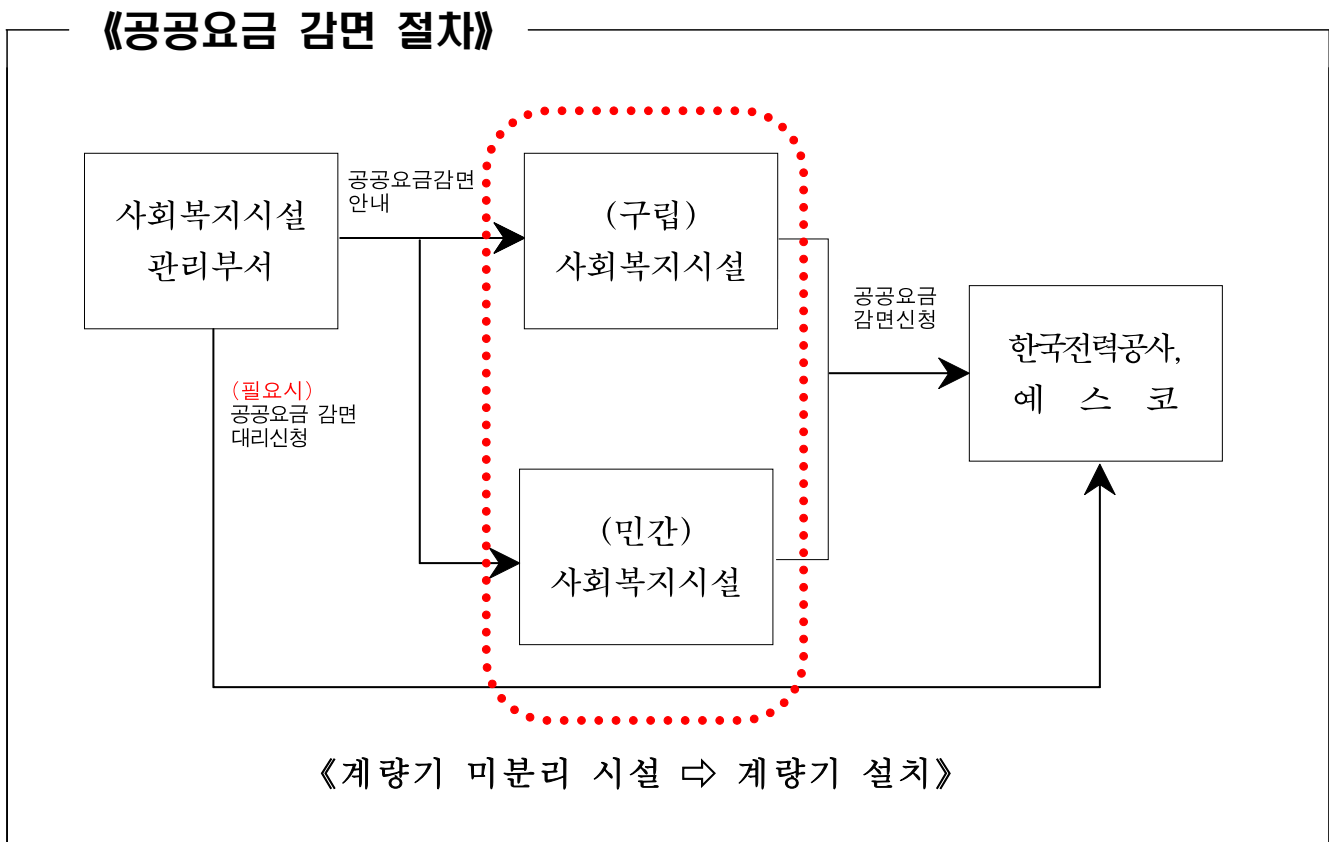 《공공요금 감면 절차》
사회복지시설
관리부서
공공요금감면
안내
(구립)
사회복지시설
공공요금
감면신청
한국전력공사,
예 스 코
(필요시)
공공요금 감면
대리신청
(민간)
사회복지시설
《계량기 미분리 시설 ⇨ 계량기 설치》